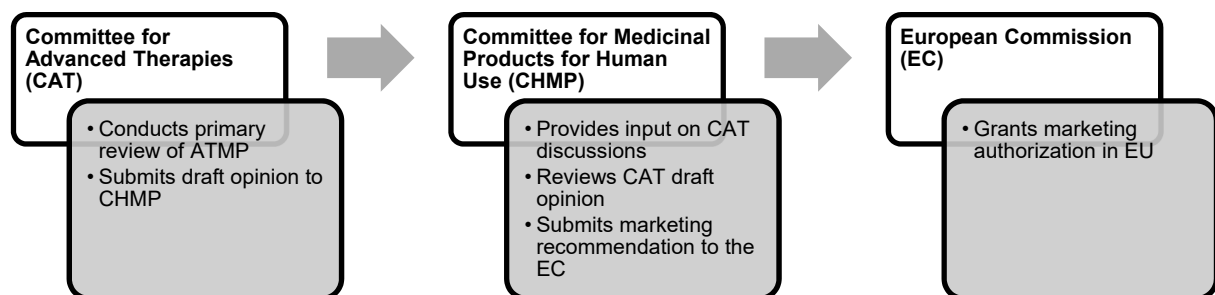 Committee for
Advanced Therapies
(CAT)
• Conducts primary
review of ATMP
• Submits draft opinion to
CHMP
Committee for Medicinal
Products for Human
Use (CHMP)
• Provides input on CAT
discussions
• Reviews CAT draft
opinion
• Submits marketing
recommendation to the
EC
European Commission
(EC)
• Grants marketing
authorization in EU